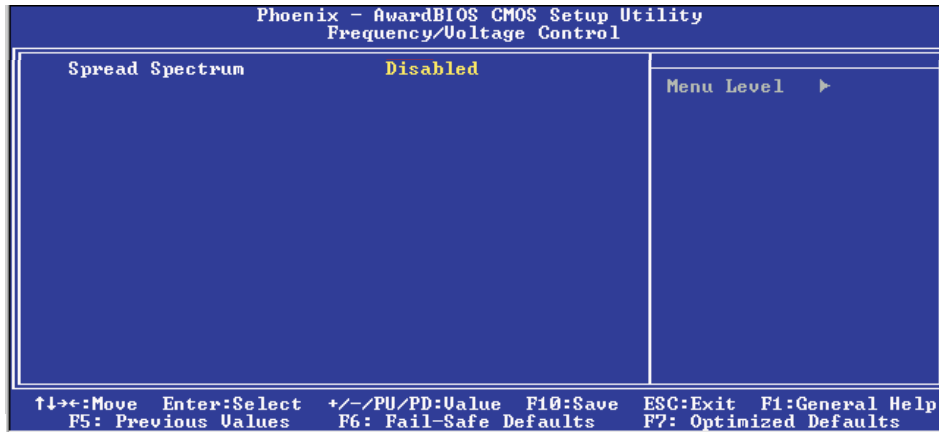 Phoenix - AwardBIOS CMOS Setup Utility
Frequency/Voltage Control
Spread Spectrum Disabled
Menu Level ►
↑↓→←:Move Enter:Select +/-/PU/PD:Value F10:Save ESC:Exit F1:General Help
F5: Previous Values F6: Fail-Safe Defaults F7: Optimized Defaults